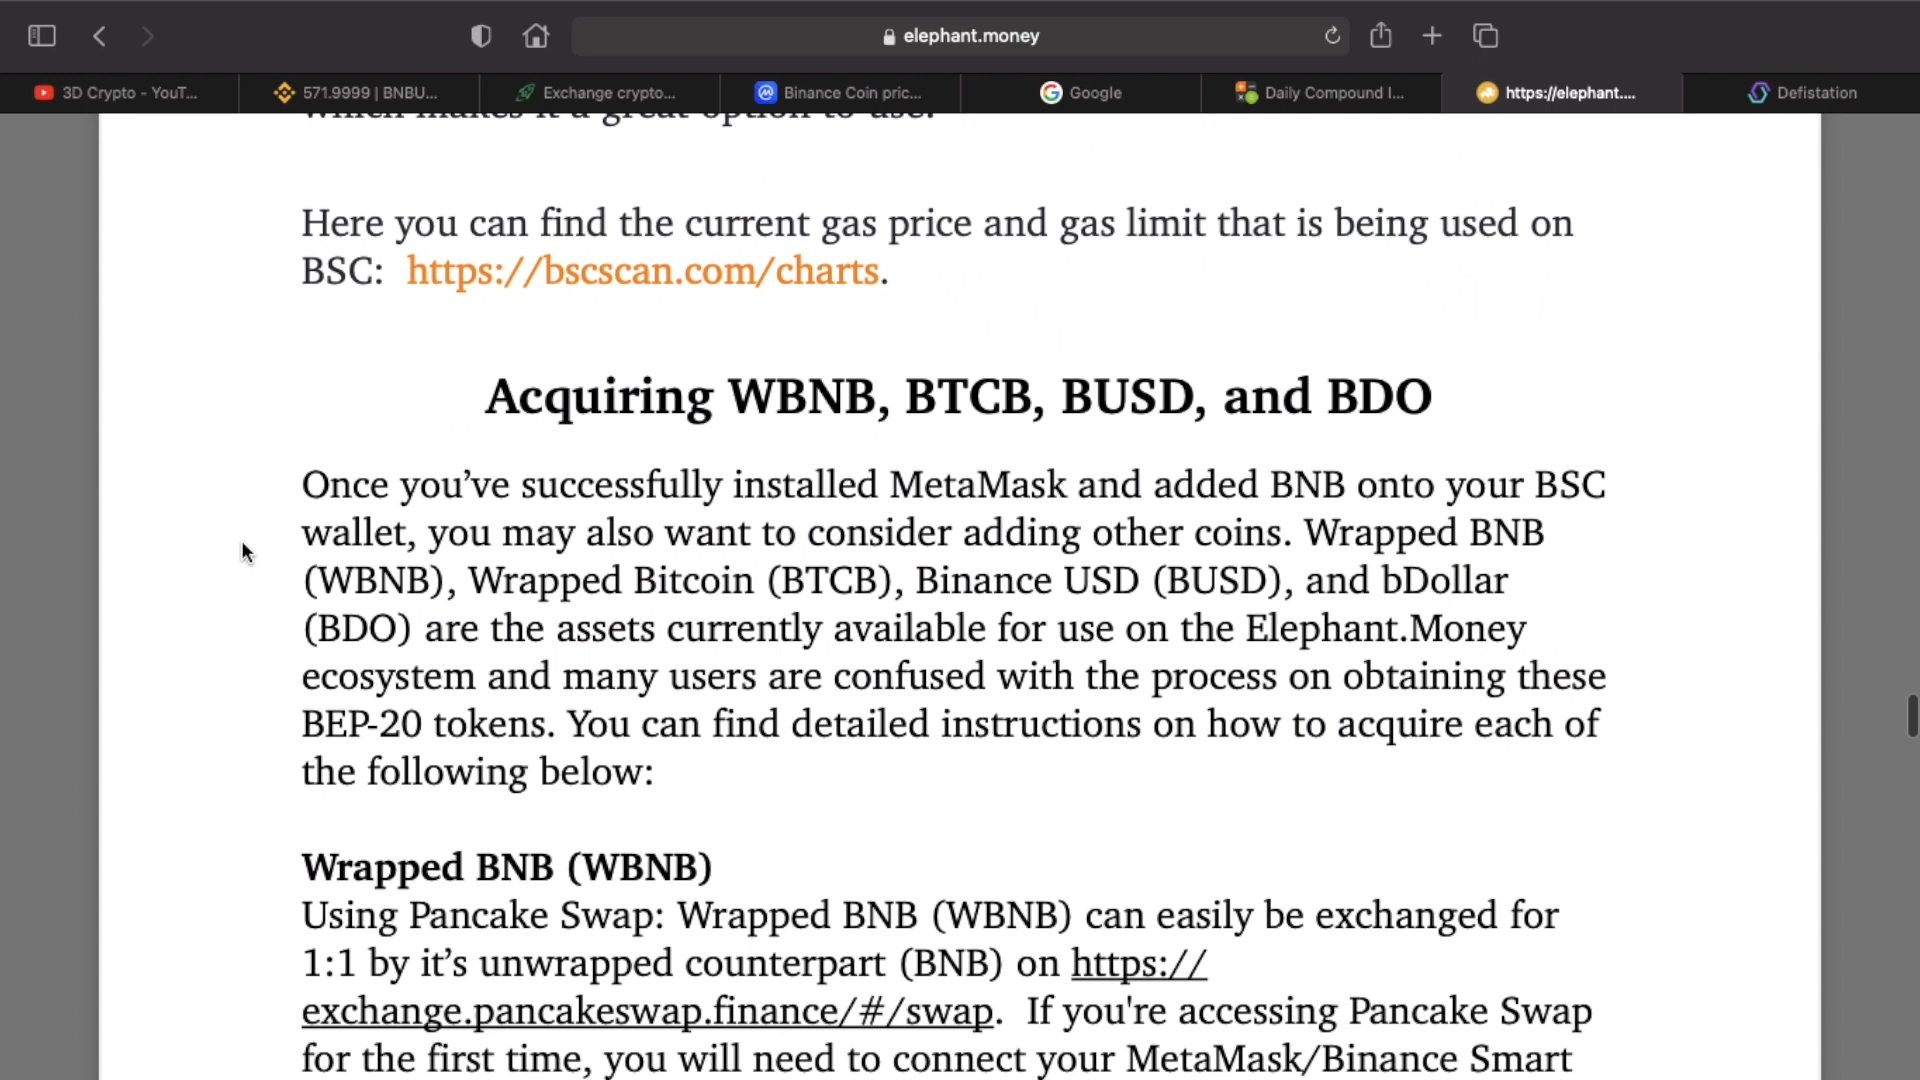 elephant.money
3D Crypto - YouT...
571.9999 | BNBU...
Exchange crypto...
Binance Coin pric...
Google
Daily Compound I...
https://elephant....
Defistation
which makes it a great option to use.
Here you can find the current gas price and gas limit that is being used on
BSC: https://bscscan.com/charts.
Acquiring WBNB, BTCB, BUSD, and BDO
Once you’ve successfully installed MetaMask and added BNB onto your BSC
wallet, you may also want to consider adding other coins. Wrapped BNB
(WBNB), Wrapped Bitcoin (BTCB), Binance USD (BUSD), and bDollar
(BDO) are the assets currently available for use on the Elephant.Money
ecosystem and many users are confused with the process on obtaining these
BEP-20 tokens. You can find detailed instructions on how to acquire each of
the following below:
Wrapped BNB (WBNB)
Using Pancake Swap: Wrapped BNB (WBNB) can easily be exchanged for
1:1 by it’s unwrapped counterpart (BNB) on https://
exchange.pancakeswap.finance/#/swap. If you're accessing Pancake Swap
for the first time, you will need to connect your MetaMask/Binance Smart